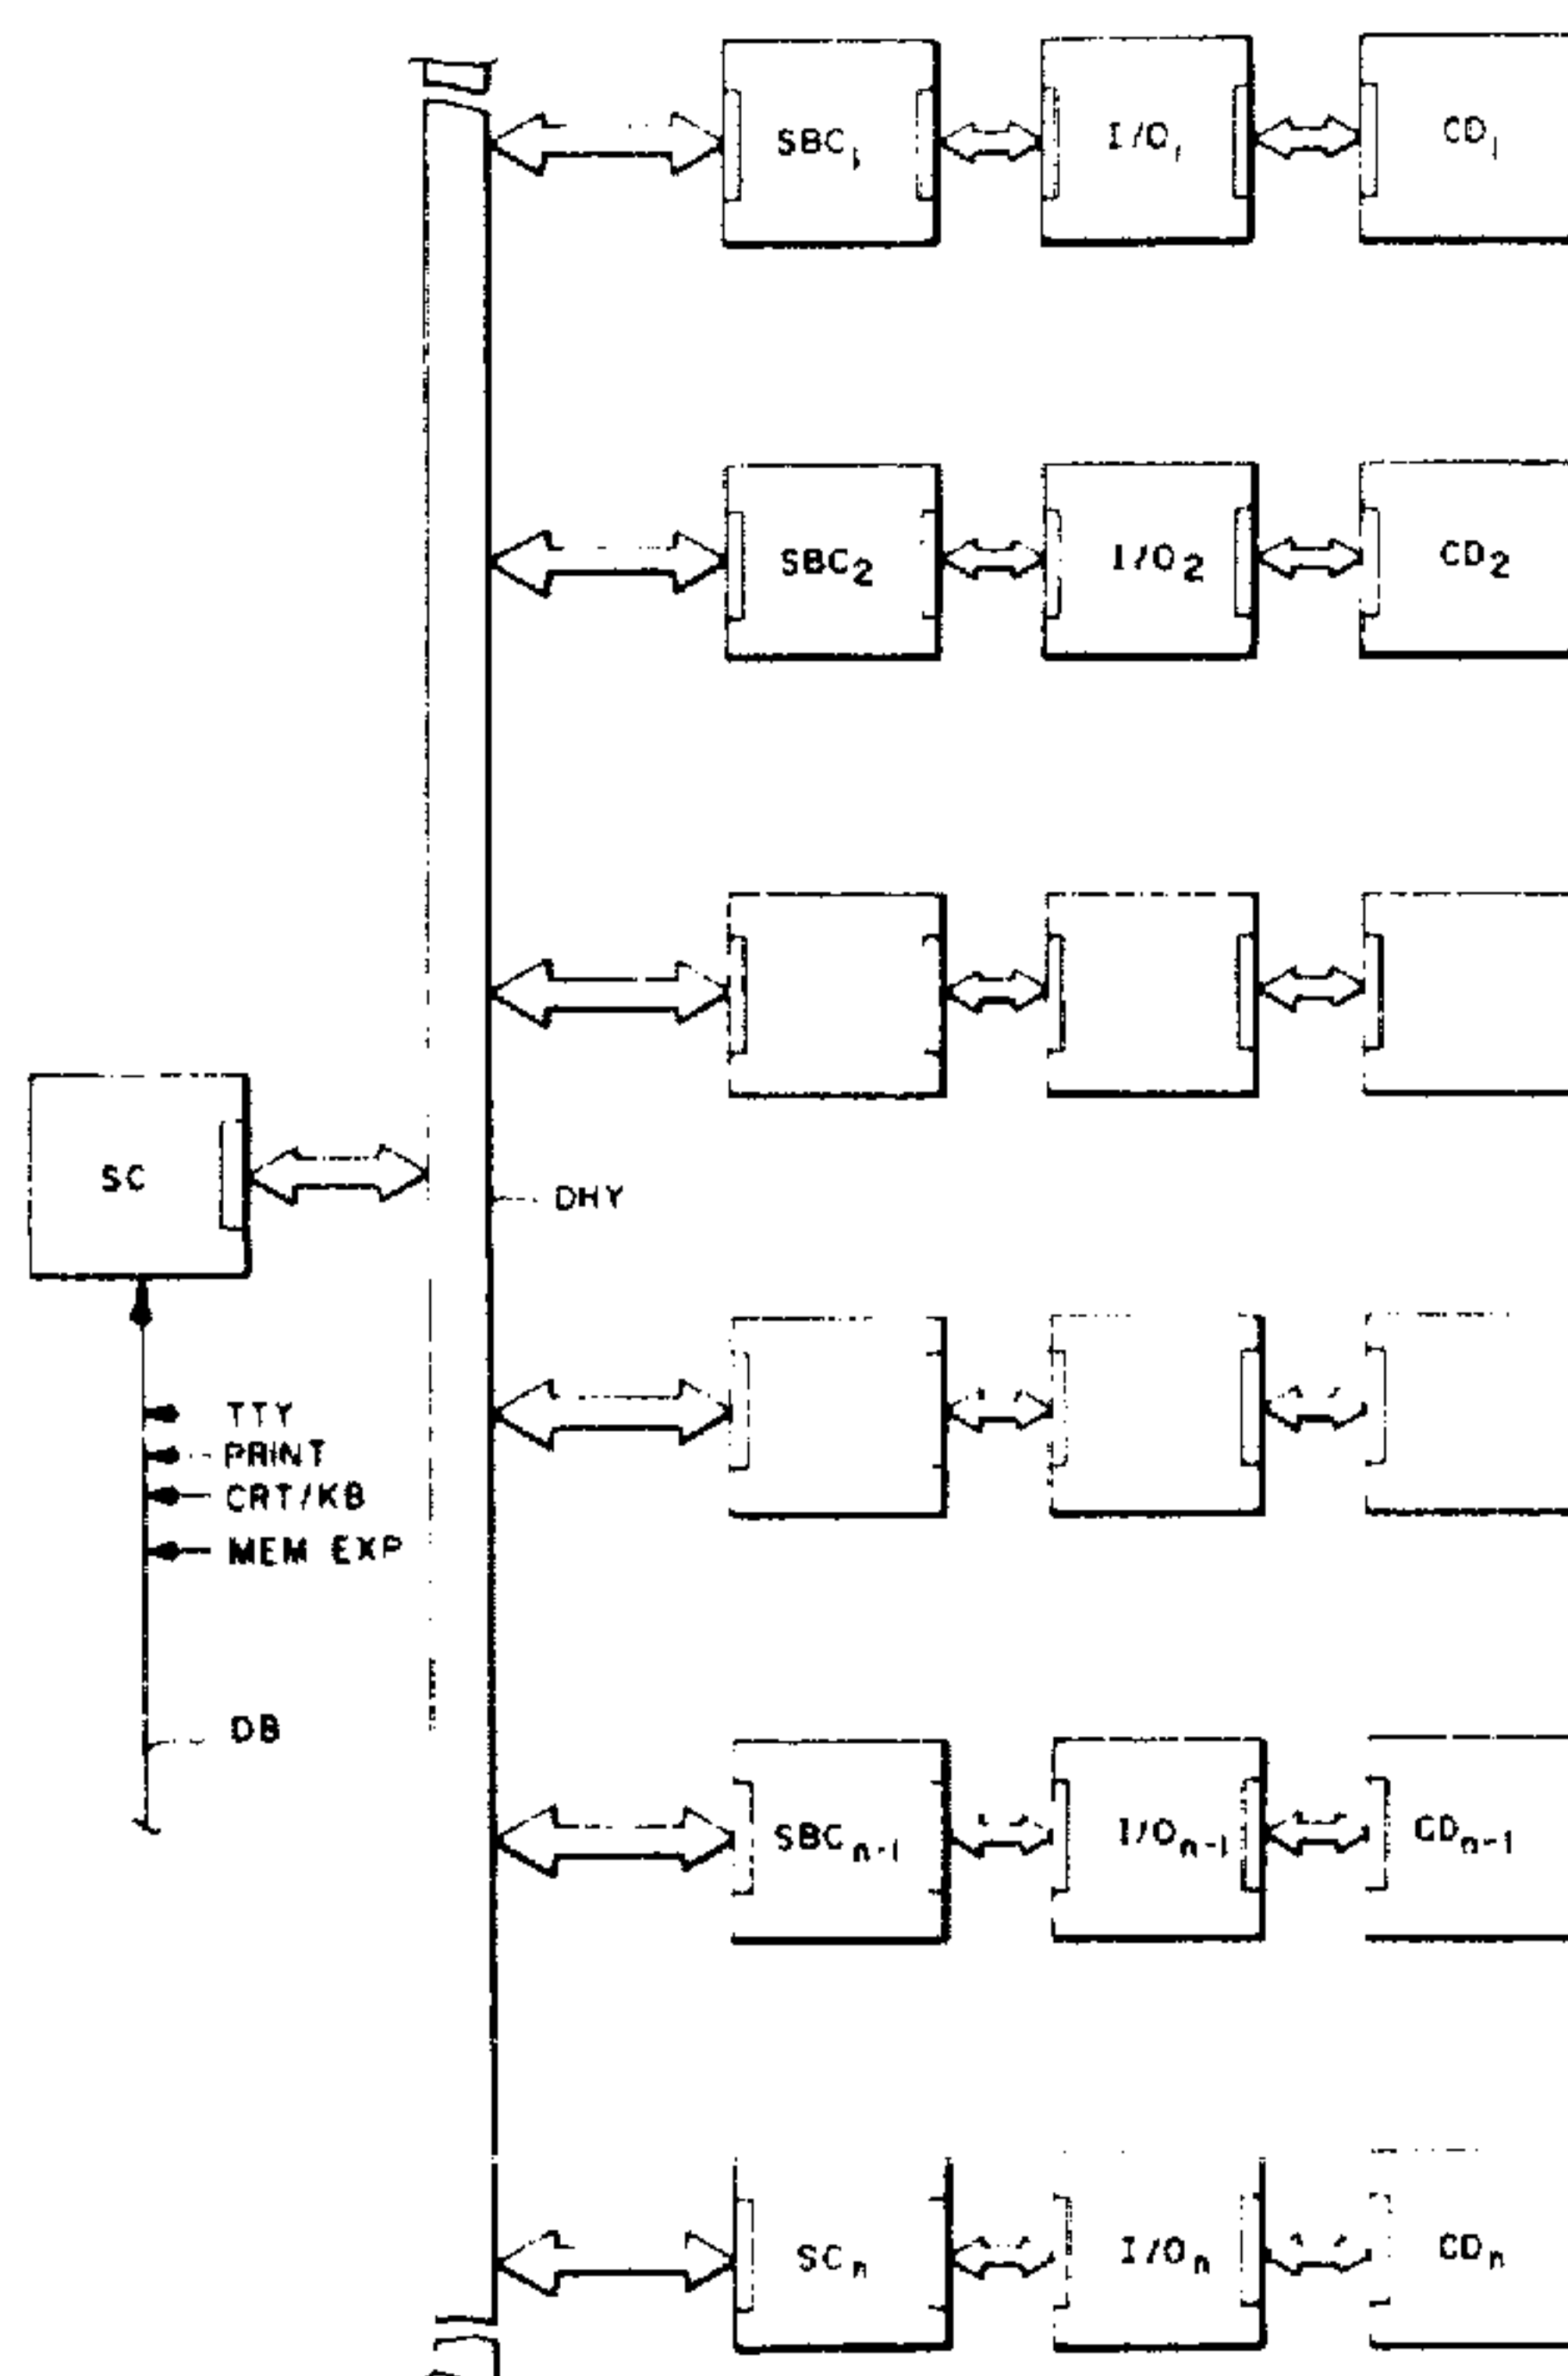 SBC₁ I/O₁ CD₁
SBC₂ I/O₂ CD₂
SC
DHY
TTY
PRINT
CRT/KB
MEM EXP
DB
SBCₙ₋₁ I/Oₙ₋₁ CDₙ₋₁
SCₙ I/Oₙ CDₙ